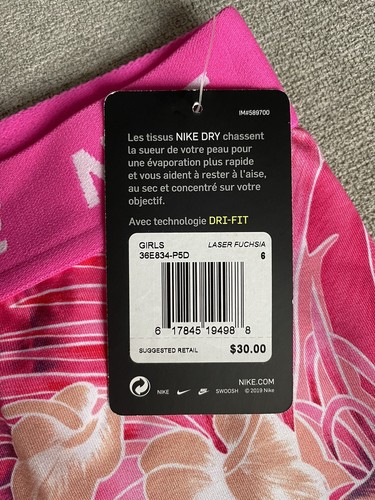 IM#589700
Les tissus NIKE DRY chassent
la sueur de votre peau pour
une évaporation plus rapide
et vous aident à rester à l'aise,
au sec et concentré sur votre
objectif.
Avec technologie DRI-FIT
GIRLS LASER FUCHSIA
36E834-P5D 6
6 17845 19498 8
SUGGESTED RETAIL $30.00
NIKE.COM
NIKE SWOOSH © 2019 Nike